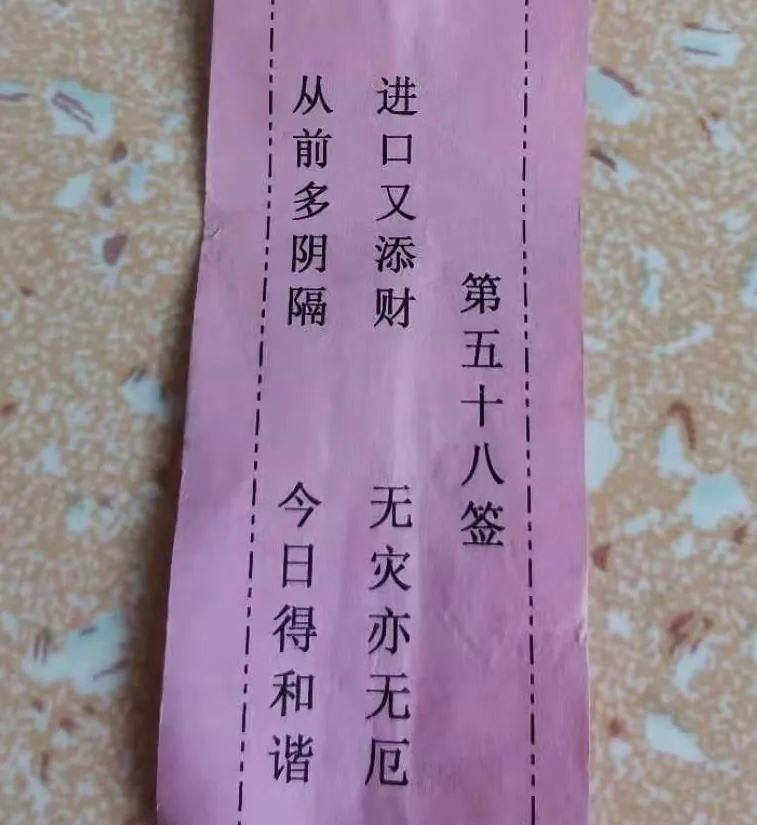 第五十八签
进口又添财 无灾亦无厄
从前多阴隔 今日得和谐